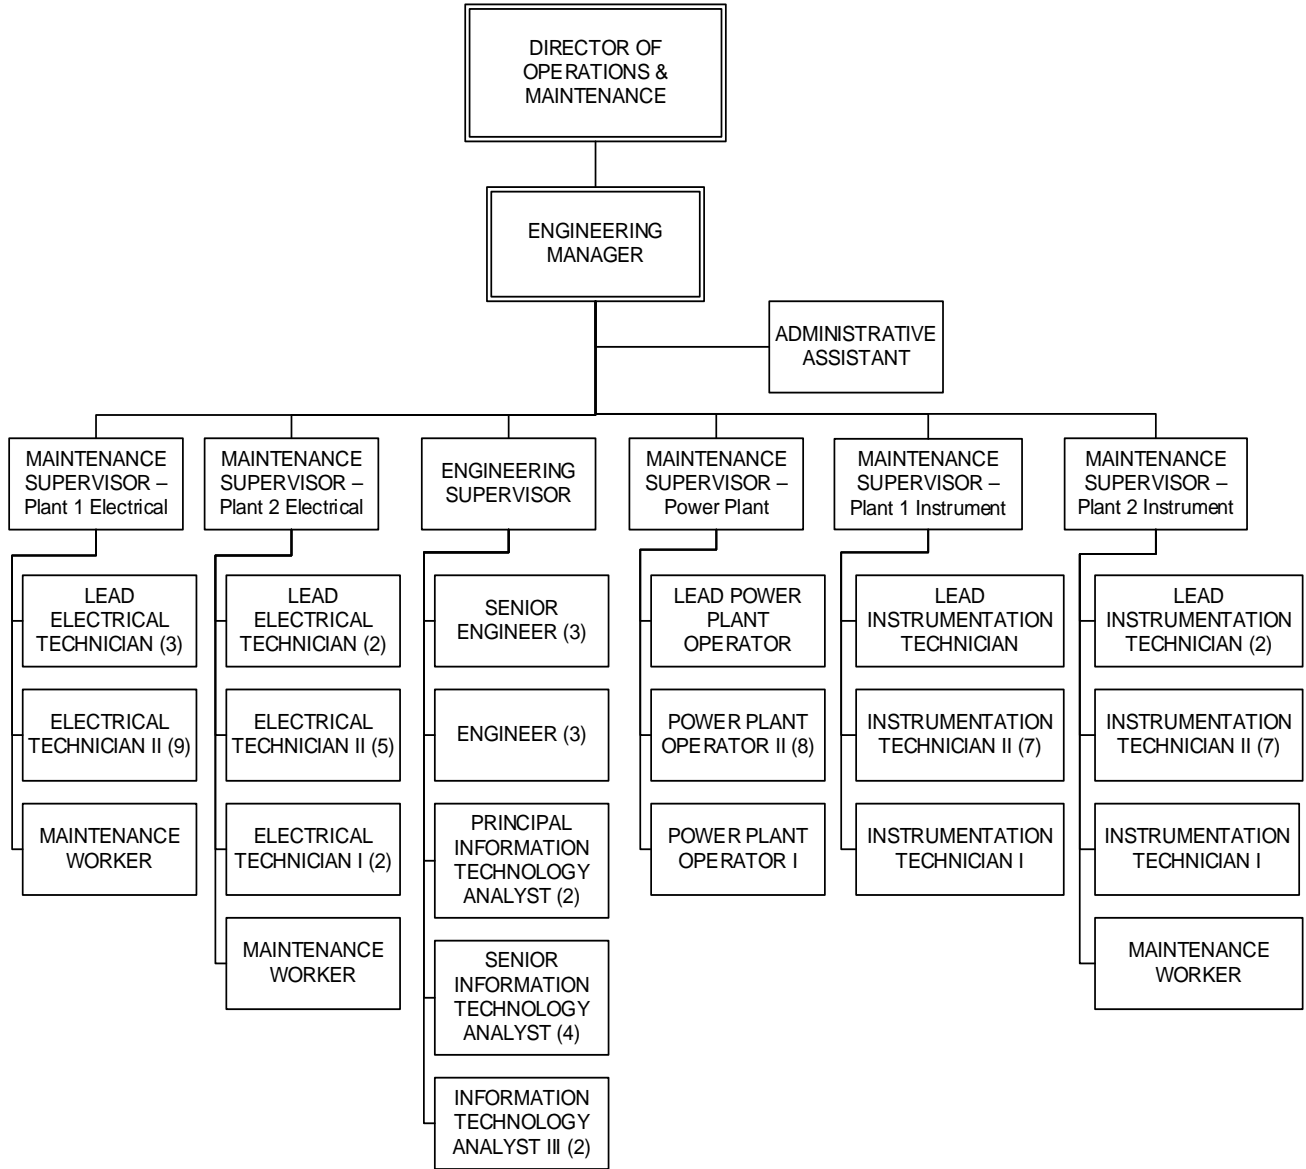 DIRECTOR OF
OPERATIONS &
MAINTENANCE
ENGINEERING
MANAGER
ADMINISTRATIVE
ASSISTANT
MAINTENANCE
SUPERVISOR –
Plant 1 Electrical
MAINTENANCE
SUPERVISOR –
Plant 2 Electrical
ENGINEERING
SUPERVISOR
MAINTENANCE
SUPERVISOR –
Power Plant
MAINTENANCE
SUPERVISOR –
Plant 1 Instrument
MAINTENANCE
SUPERVISOR –
Plant 2 Instrument
LEAD
ELECTRICAL
TECHNICIAN (3)
LEAD
ELECTRICAL
TECHNICIAN (2)
SENIOR
ENGINEER (3)
LEAD POWER
PLANT
OPERATOR
LEAD
INSTRUMENTATION
TECHNICIAN
LEAD
INSTRUMENTATION
TECHNICIAN (2)
ELECTRICAL
TECHNICIAN II (9)
ELECTRICAL
TECHNICIAN II (5)
ENGINEER (3)
POWER PLANT
OPERATOR II (8)
INSTRUMENTATION
TECHNICIAN II (7)
INSTRUMENTATION
TECHNICIAN II (7)
MAINTENANCE
WORKER
ELECTRICAL
TECHNICIAN I (2)
PRINCIPAL
INFORMATION
TECHNOLOGY
ANALYST (2)
POWER PLANT
OPERATOR I
INSTRUMENTATION
TECHNICIAN I
INSTRUMENTATION
TECHNICIAN I
MAINTENANCE
WORKER
SENIOR
INFORMATION
TECHNOLOGY
ANALYST (4)
MAINTENANCE
WORKER
INFORMATION
TECHNOLOGY
ANALYST III (2)